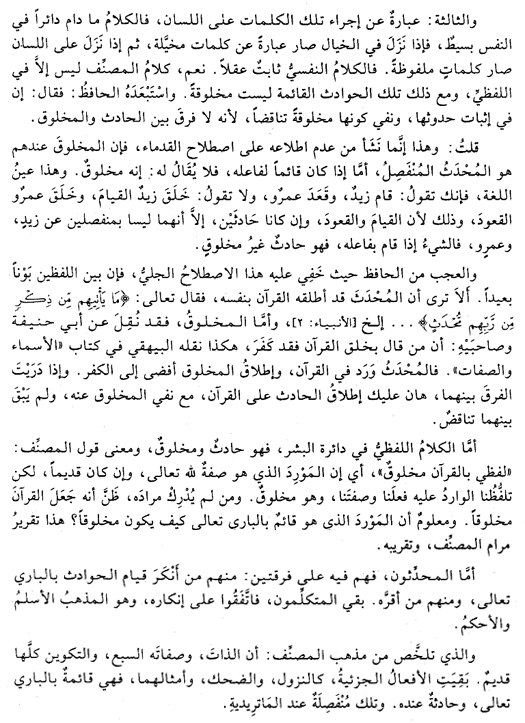 والثالثة: عبارةٌ عن إجراء تلك الكلمات على اللسان، فالكلامُ ما دام دائراً في
النفس بسيطٌ، فإذا نَزَلَ في الخيال صار عبارةً عن كلمات مخيَّلة، ثم إذا نَزَلَ على اللسان
صار كلماتٍ ملفوظةً. فالكلامُ النفسيُّ ثابتٌ عقلاً. نعم، كلامُ المصنِّف ليس إلاَّ في
اللفظيِّ، ومع ذلك تلك الحوادث القائمة ليست مخلوقةً. واسْتَبْعَدَهُ الحافظُ: فقال: إن
في إثبات حدوثها، ونفي كونها مخلوقةً تناقضاً، لأنه لا فرقَ بين الحادث والمخلوق.
قلتُ: وهذا إنَّما نَشَأ من عدم اطلاعه على اصطلاح القدماء، فإن المخلوقَ عندهم
هو المُحْدَثُ المُنْفَصِلُ، أمَّا إذا كان قائماً لفاعله، فلا يُقَالُ له: إنه مخلوقٌ. وهذا عينُ
اللغة، فإنك تقولُ: قام زيدٌ، وقَعَدَ عمرٌو، ولا تقولُ: خَلَقَ زيدٌ القيامَ، وخَلَقَ عمرٌو
القعودَ، وذلك لأن القيامَ والقعودَ، وإن كانا حَادثَيْن، إلاَّ أنهما ليسا بمنفصلين عن زيدٍ،
وعمرٍو، فالشيءُ إذا قام بفاعله، فهو حادثٌ غيرُ مخلوقٍ.
والعجب من الحافظ حيث خَفِي عليه هذا الاصطلاحُ الجليُّ، فإن بين اللفظين بَوْناً
بعيداً. أَلاَ ترى أن المُحْدَثَ قد أطلقه القرآن بنفسه، فقال تعالى: ﴿مَا يَأْنِيهِم مِّن ذِكْرٍ
مِّن رَّبِّهِم مُّحْدَثٍ﴾ ... إلخ [الأنبياء: ٢]، وأمَّا المخلوقُ، فقد نُقِلَ عن أبي حنيفة
وصاحبَيْهِ: أن من قال بخلق القرآن فقد كَفَرَ، هكذا نقله البيهقي في كتاب «الأسماء
والصفات». فالمُحْدَثُ وَرَد في القرآن، وإطلاقُ المخلوق أفضى إلى الكفر. وإذا دَرَيْتَ
الفرقَ بينهما، هان عليك إطلاقُ الحادث على القرآن، مع نفي المخلوق عنه، ولم يَبْقَ
بينهما تناقضٌ.
أمَّا الكلامُ اللفظيُّ في دائرة البشر، فهو حادثٌ ومخلوقٌ، ومعنى قول المصنِّف:
«لفظي بالقرآن مخلوقٌ»، أي إن المَوْرِدَ الذي هو صفةٌ لله تعالى، وإن كان قديماً، لكن
تلفُّظُنا الواردُ عليه فعلُنا وصفتُنا، وهو مخلوقٌ. ومن لم يُدْرِكْ مرادَه، ظَنَّ أنه جَعَلَ القرآنَ
مخلوقاً. ومعلومٌ أن المَوْرِدَ الذي هو قائمٌ بالباري تعالى كيف يكون مخلوقاً؟ هذا تقريرُ
مرام المصنِّف، وتقريبه.
أمَّا المحدِّثون، فهم فيه على فرقتين: منهم من أَنْكَرَ قيام الحوادث بالباري
تعالى، ومنهم من أقرَّه. بقي المتكلِّمون، فاتَّفَقُوا على إنكاره، وهو المذهبُ الأسلمُ
والأحكمُ.
والذي تلخَّص من مذهب المصنِّف: أن الذاتَ، وصفاتَه السبع، والتكوين كلَّها
قديمٌ. بَقِيَتِ الأفعالُ الجزئيةُ، كالنزول، والضحك، وأمثالهما، فهي قائمةٌ بالباري
تعالى، وحادثةٌ عنده. وتلك مُنْفَصِلَةٌ عند المَاتريدية.